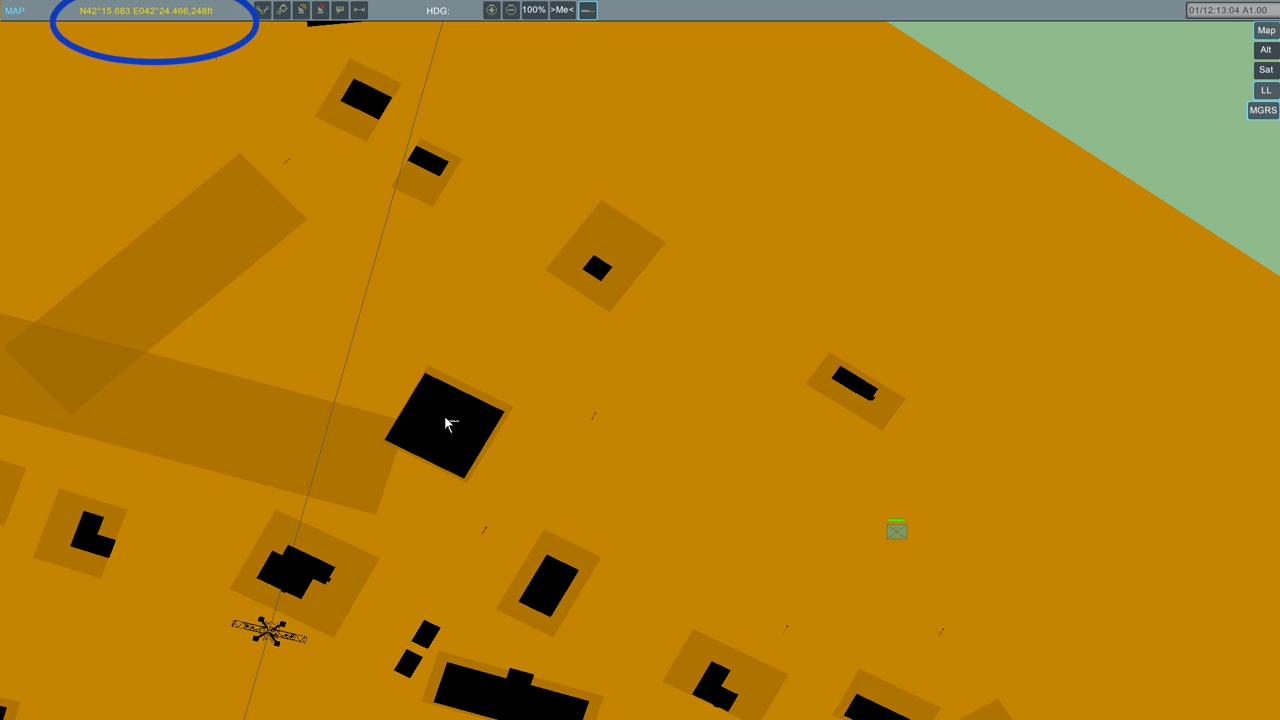 MAP N42°15.683 E042°24.466,248ft HDG: 100% >Me< 01/12:13:04 A1.00
Map
Alt
Sat
LL
MGRS